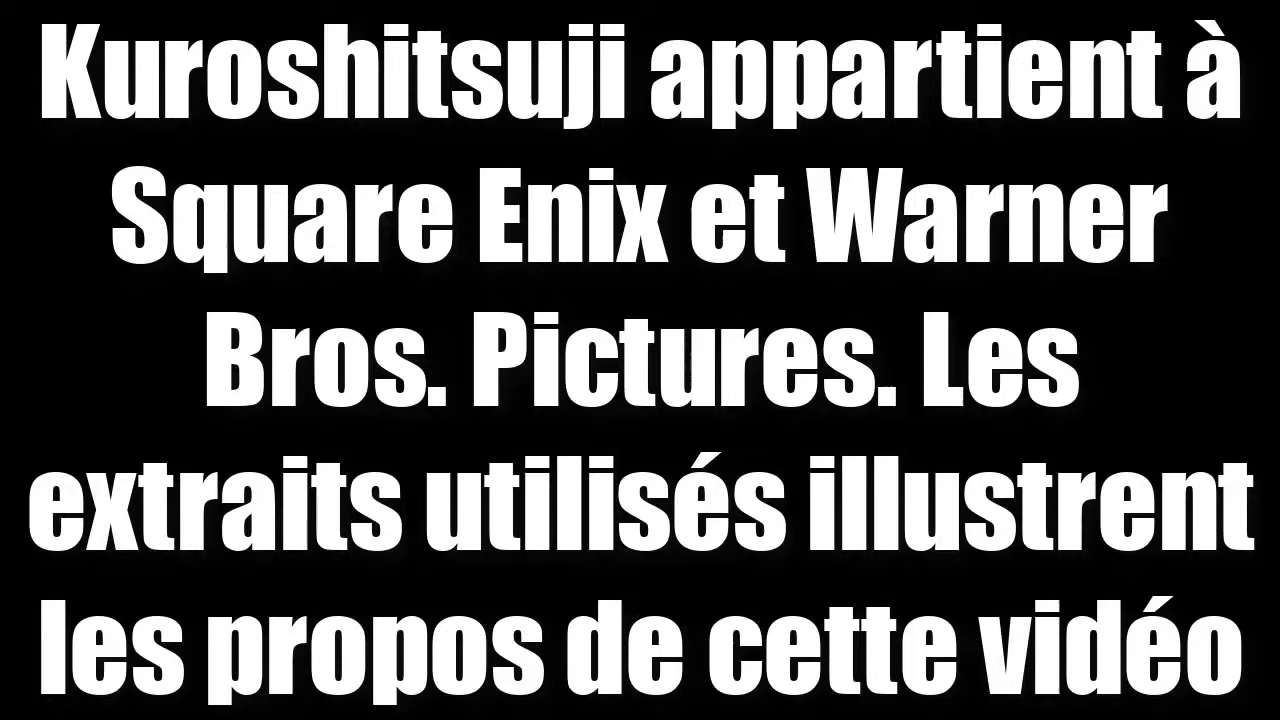 Kuroshitsuji appartient à
Square Enix et Warner
Bros. Pictures. Les
extraits utilisés illustrent
les propos de cette vidéo